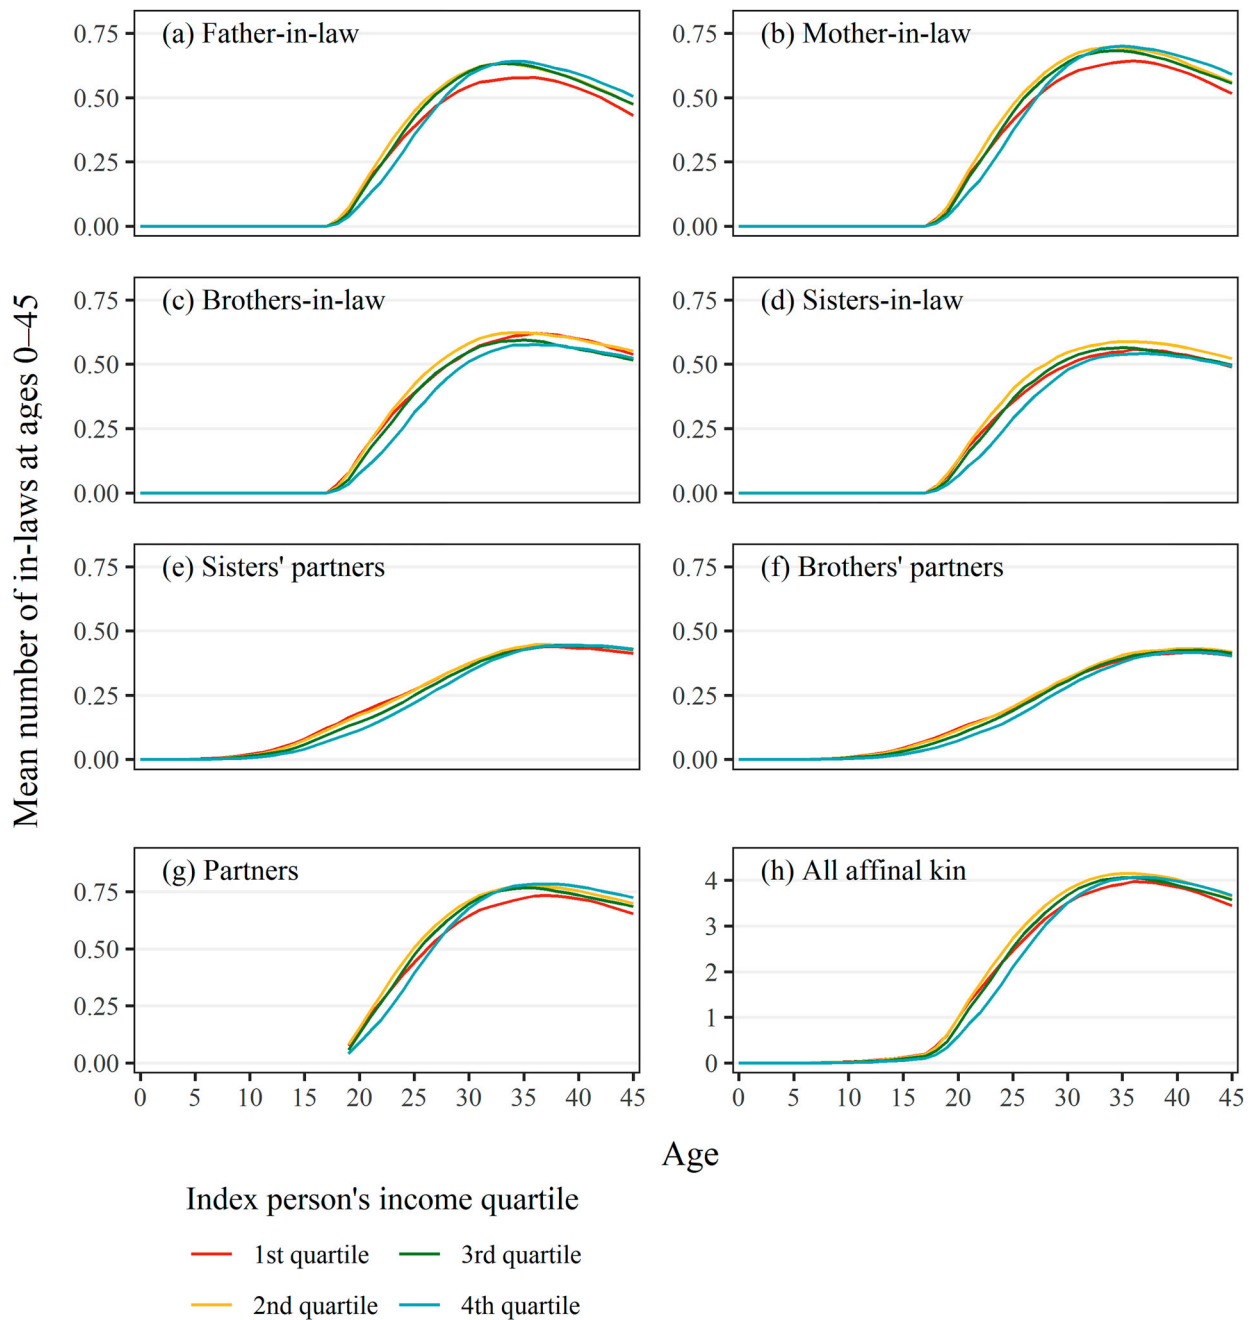 (a) Father-in-law
0.75
0.50
0.25
0.00
(b) Mother-in-law
0.75
0.50
0.25
0.00
(c) Brothers-in-law
0.75
0.50
0.25
0.00
(d) Sisters-in-law
0.75
0.50
0.25
0.00
(e) Sisters' partners
0.75
0.50
0.25
0.00
(f) Brothers' partners
0.75
0.50
0.25
0.00
(g) Partners
0.75
0.50
0.25
0.00
0 5 10 15 20 25 30 35 40 45
(h) All affinal kin
4
3
2
1
0
0 5 10 15 20 25 30 35 40 45
Mean number of in-laws at ages 0–45
Age
Index person's income quartile
1st quartile
3rd quartile
2nd quartile
4th quartile